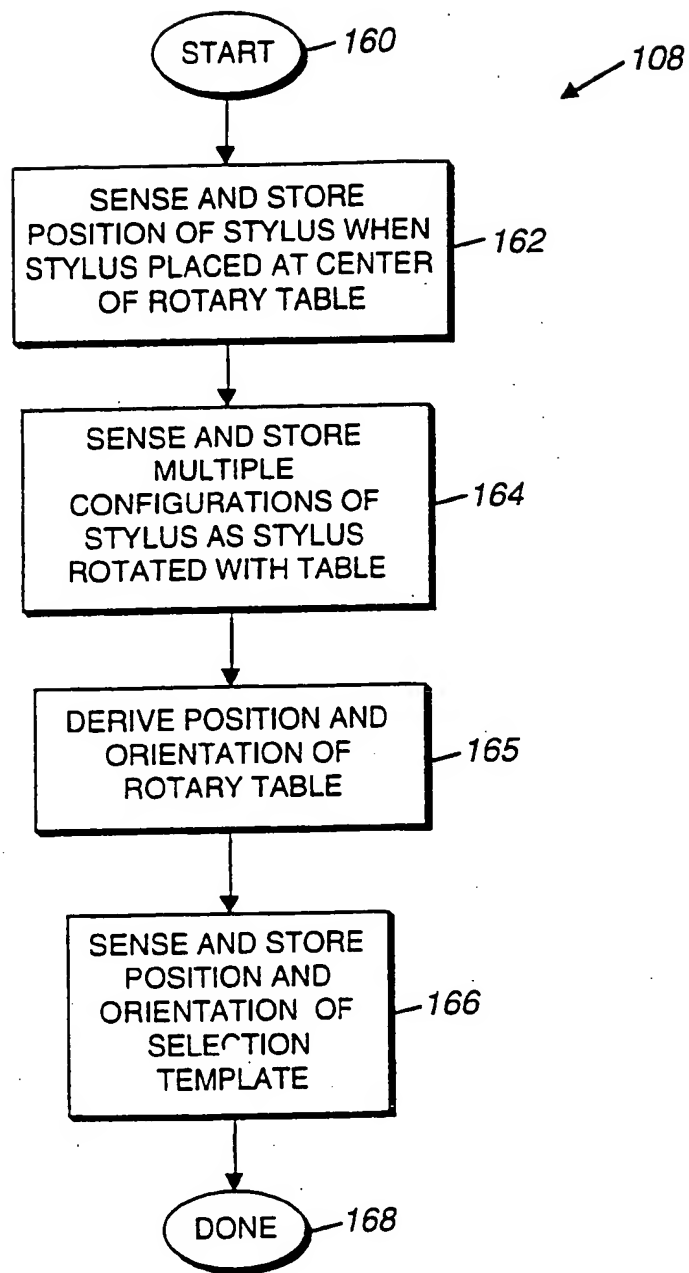 START
160
108
SENSE AND STORE
POSITION OF STYLUS WHEN
STYLUS PLACED AT CENTER
OF ROTARY TABLE
162
SENSE AND STORE
MULTIPLE
CONFIGURATIONS OF
STYLUS AS STYLUS
ROTATED WITH TABLE
164
DERIVE POSITION AND
ORIENTATION OF
ROTARY TABLE
165
SENSE AND STORE
POSITION AND
ORIENTATION OF
SELECTION
TEMPLATE
166
DONE
168